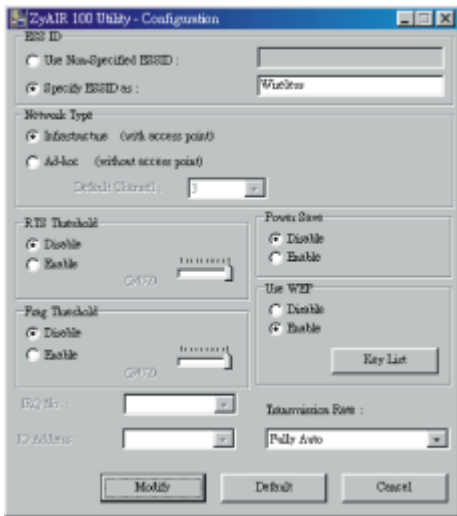 ZyAIR 100 Utility - Configuration
ESS ID
Use Non-Specified ESSID :
Specify ESSID as :
Wireless
Network Type
Infrastructure (with access point)
Ad-hoc (without access point)
Default Channel :
3
RTS Threshold
Disable
Enable
Power Save
Disable
Enable
Frag Threshold
Disable
Enable
Use WEP
Disable
Enable
Key List
IRQ No. :
IO Address :
Transmission Rate :
Fully Auto
Modify
Default
Cancel